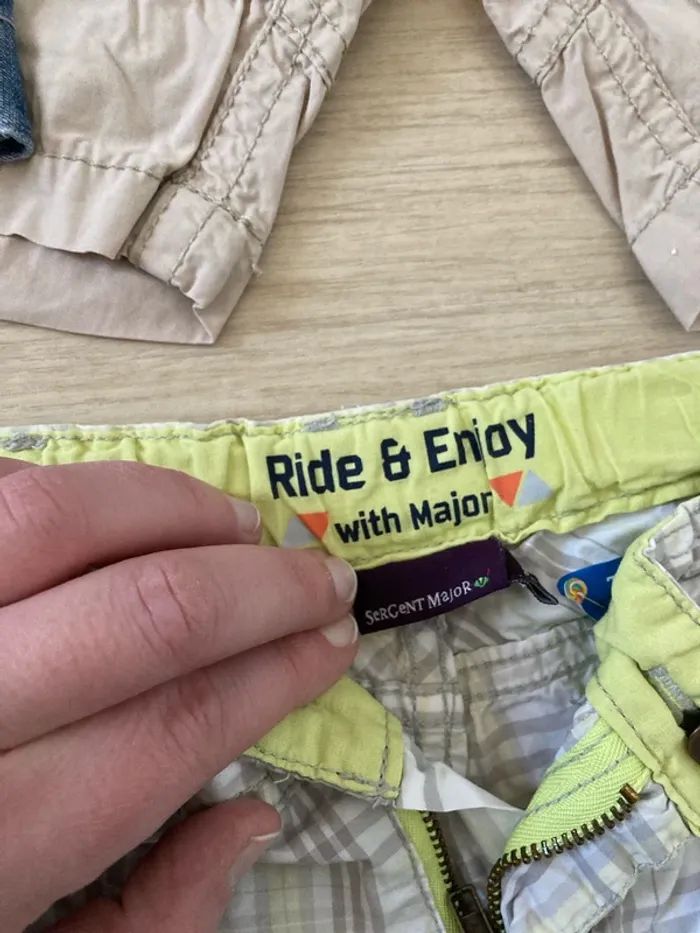 Ride & Enjoy
with Major
SERGENT MAJOR